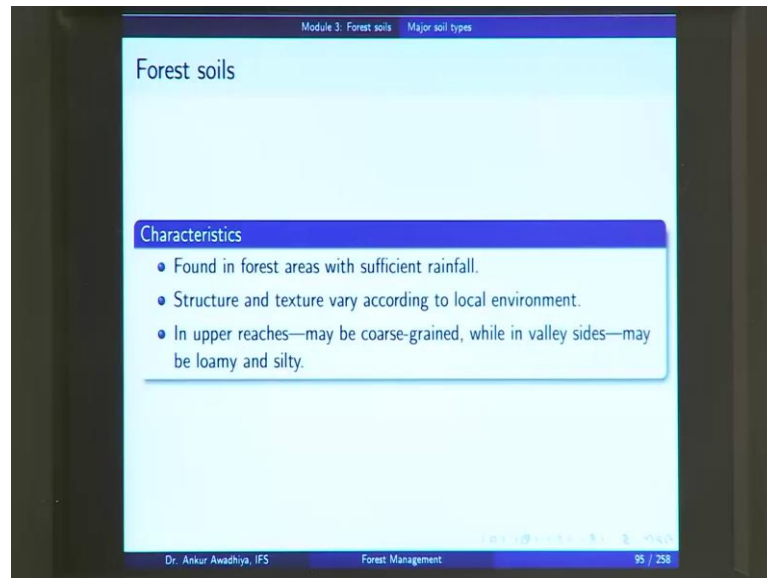 Module 3: Forest soils Major soil types
Forest soils
Characteristics
Found in forest areas with sufficient rainfall.
Structure and texture vary according to local environment.
In upper reaches—may be coarse-grained, while in valley sides—may
be loamy and silty.
Dr. Ankur Awadhiya, IFS Forest Management 95 / 258